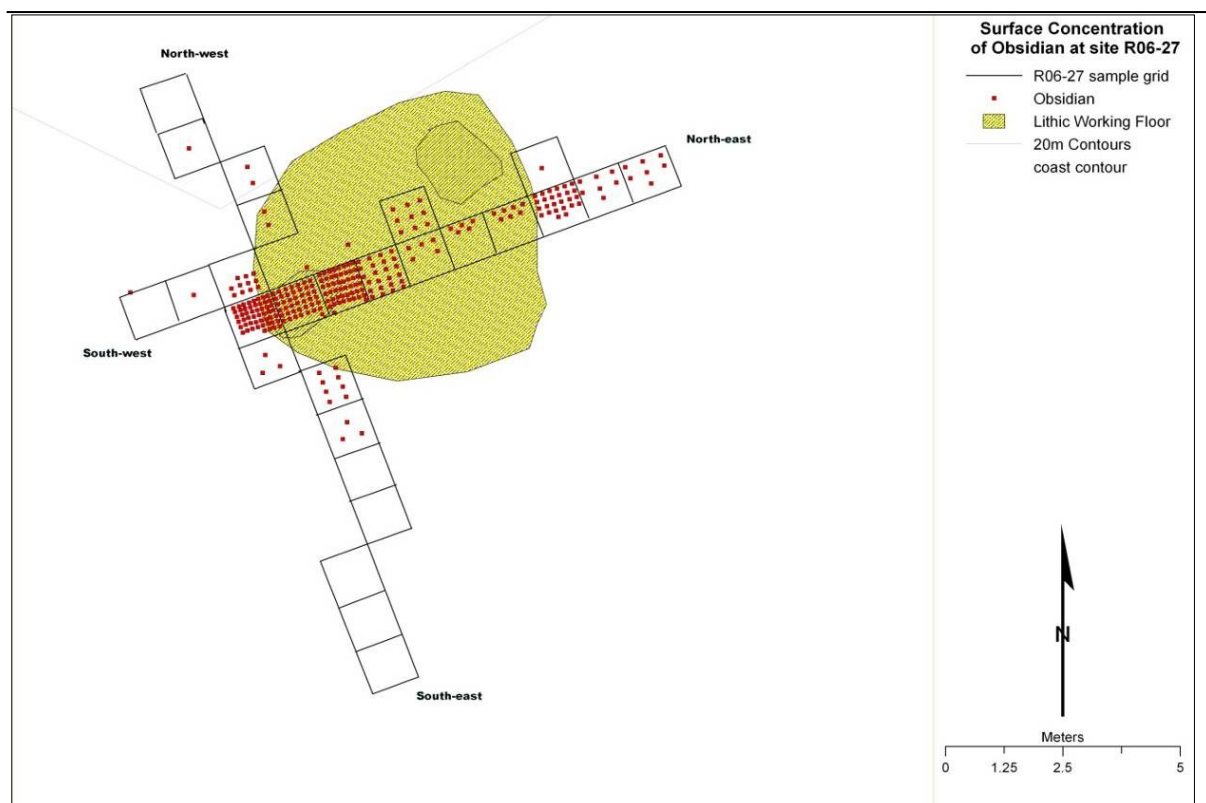 Surface Concentration
of Obsidian at site R06-27
R06-27 sample grid
Obsidian
Lithic Working Floor
20m Contours
coast contour
North-west
North-east
South-west
South-east
N
Meters
0 1.25 2.5 5